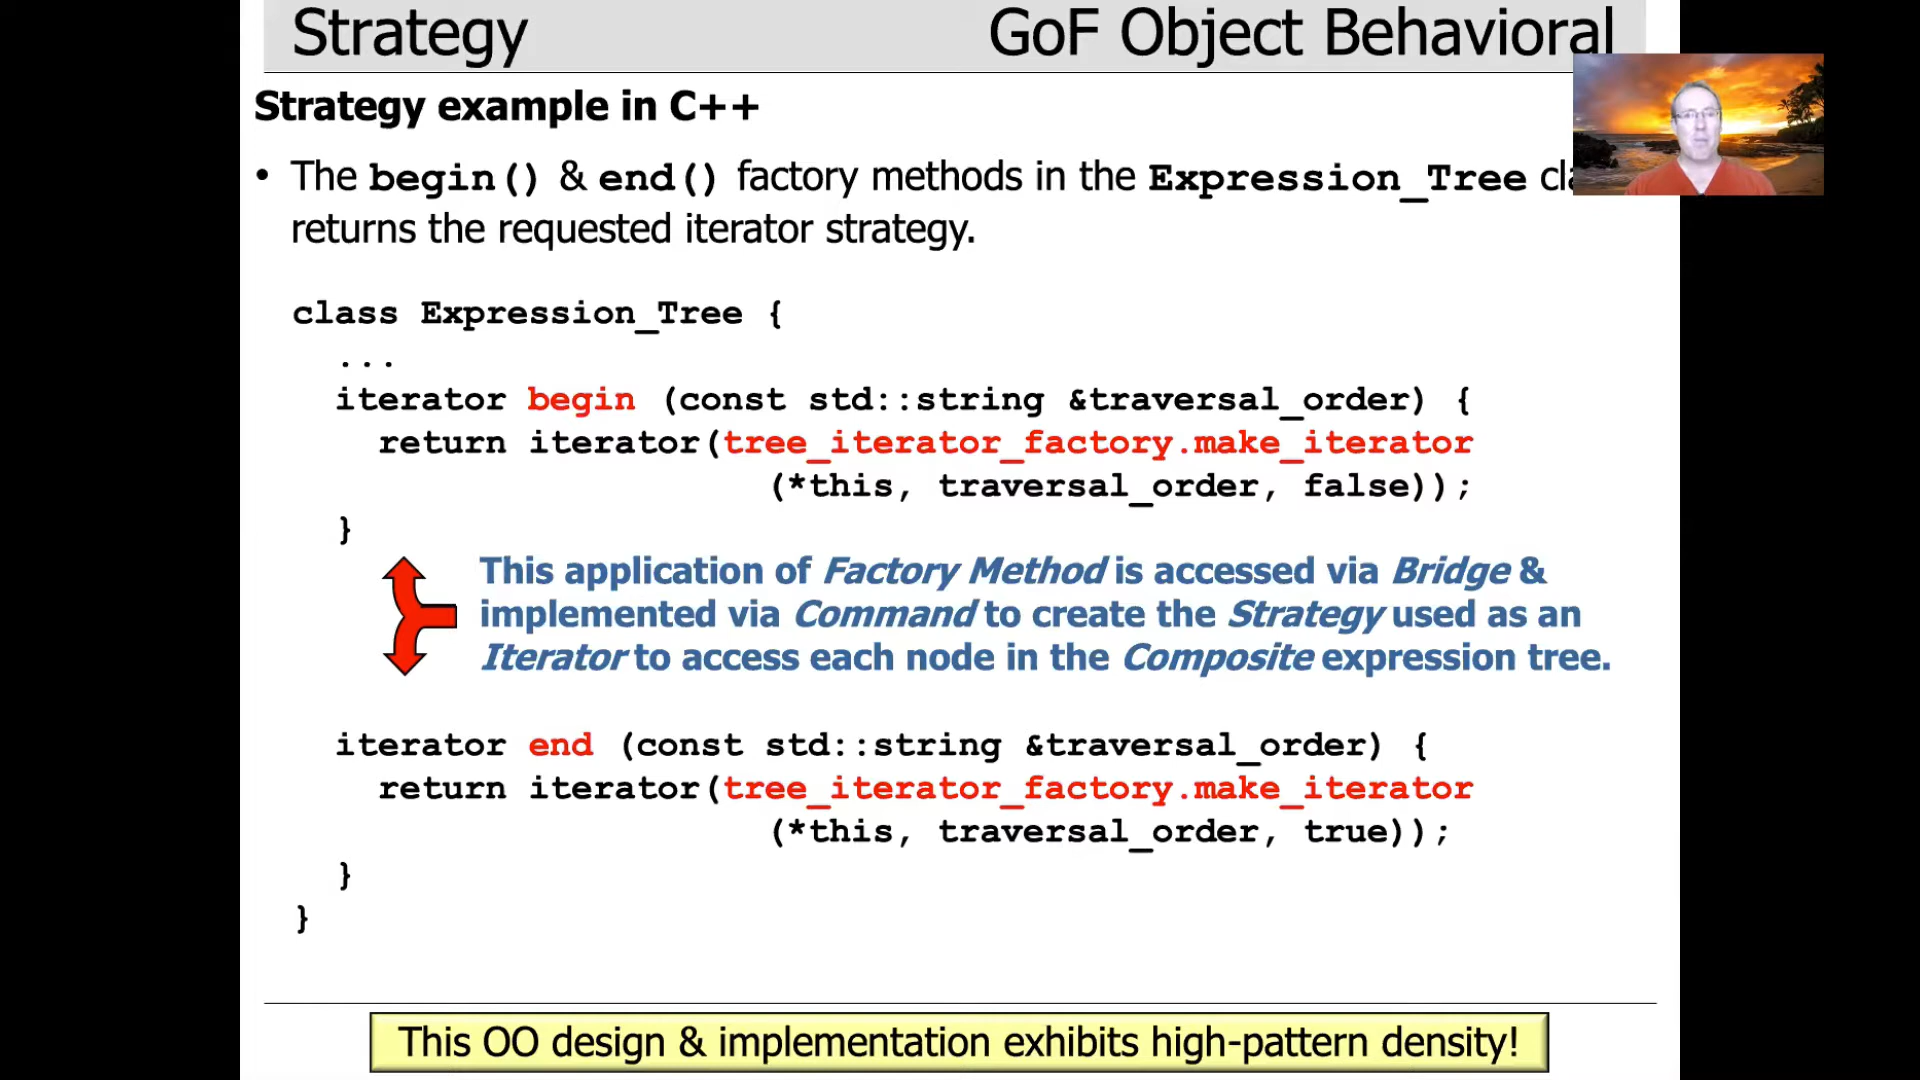 Strategy
GoF Object Behavioral
Strategy example in C++
• The begin() & end() factory methods in the Expression_Tree
returns the requested iterator strategy.
class Expression_Tree {
...
iterator begin (const std::string &traversal_order) {
return iterator(tree_iterator_factory.make_iterator
(*this, traversal_order, false));
}
This application of Factory Method is accessed via Bridge &
implemented via Command to create the Strategy used as an
Iterator to access each node in the Composite expression tree.
iterator end (const std::string &traversal_order) {
return iterator(tree_iterator_factory.make_iterator
(*this, traversal_order, true));
}
}
This OO design & implementation exhibits high-pattern density!